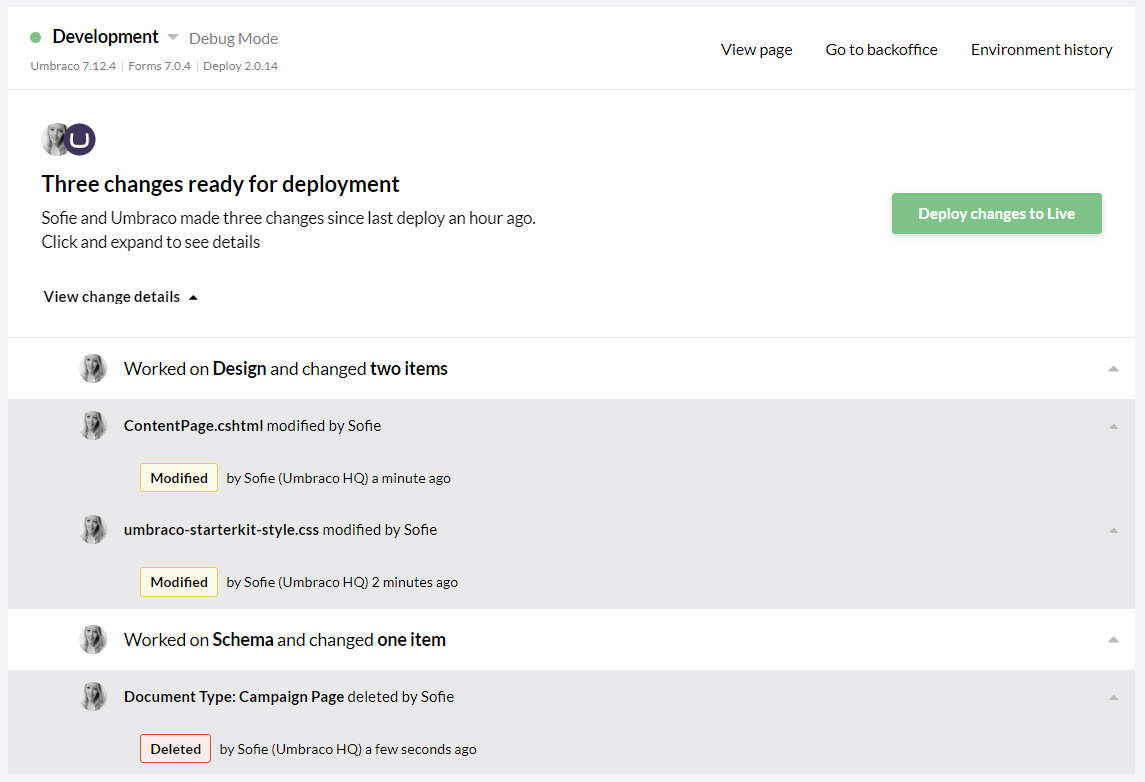 Development Debug Mode
View page Go to backoffice Environment history
Umbraco 7.12.4 Forms 7.0.4 Deploy 2.0.14
Three changes ready for deployment
Sofie and Umbraco made three changes since last deploy an hour ago.
Click and expand to see details
Deploy changes to Live
View change details
Worked on Design and changed two items
ContentPage.cshtml modified by Sofie
Modified by Sofie (Umbraco HQ) a minute ago
umbraco-starterkit-style.css modified by Sofie
Modified by Sofie (Umbraco HQ) 2 minutes ago
Worked on Schema and changed one item
Document Type: Campaign Page deleted by Sofie
Deleted by Sofie (Umbraco HQ) a few seconds ago